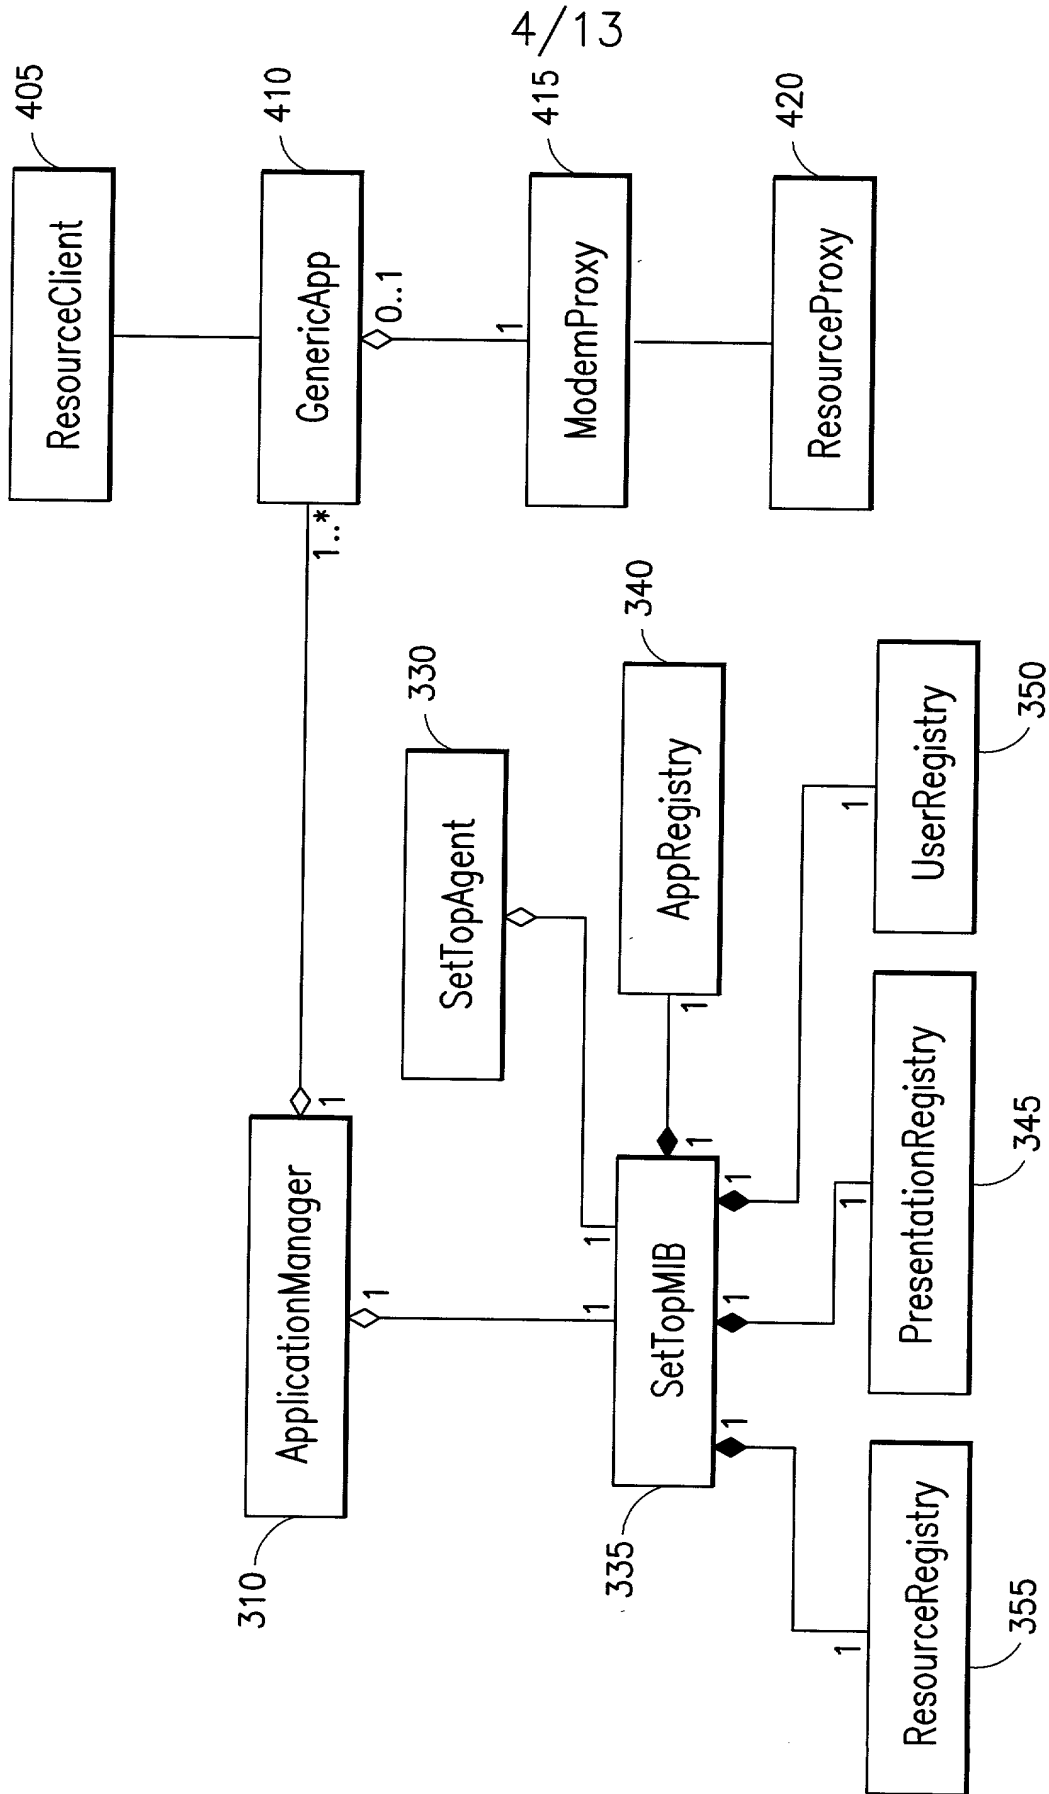 4/13
ResourceClient
405
ApplicationManager
310
1
1
1..*
GenericApp
410
0..1
1
ModemProxy
415
ResourceProxy
420
SetTopAgent
330
1
1
SetTopMIB
335
1
1
AppRegistry
340
1
1
1
1
1
1
ResourceRegistry
355
PresentationRegistry
345
UserRegistry
350